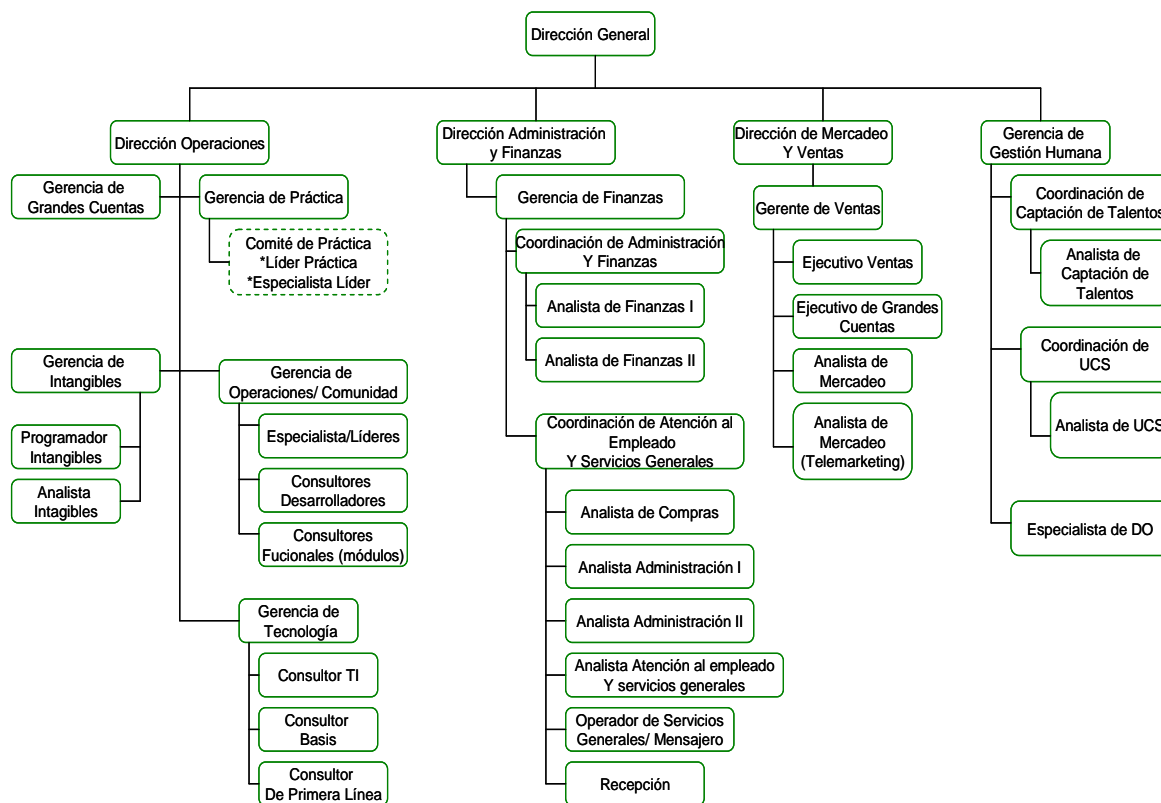 Dirección General
Dirección Operaciones
Gerencia de
Grandes Cuentas
Gerencia de Práctica
Comité de Práctica
*Líder Práctica
*Especialista Líder
Gerencia de
Intangibles
Programador
Intangibles
Analista
Intagibles
Gerencia de
Operaciones/ Comunidad
Especialista/Líderes
Consultores
Desarrolladores
Consultores
Fucionales (módulos)
Gerencia de
Tecnología
Consultor TI
Consultor
Basis
Consultor
De Primera Línea
Dirección Administración
y Finanzas
Gerencia de Finanzas
Coordinación de Administración
Y Finanzas
Analista de Finanzas I
Analista de Finanzas II
Coordinación de Atención al
Empleado
Y Servicios Generales
Analista de Compras
Analista Administración I
Analista Administración II
Analista Atención al empleado
Y servicios generales
Operador de Servicios
Generales/ Mensajero
Recepción
Dirección de Mercadeo
Y Ventas
Gerente de Ventas
Ejecutivo Ventas
Ejecutivo de Grandes
Cuentas
Analista de
Mercadeo
Analista de
Mercadeo
(Telemarketing)
Gerencia de
Gestión Humana
Coordinación de
Captación de Talentos
Analista de
Captación de
Talentos
Coordinación de
UCS
Analista de UCS
Especialista de DO